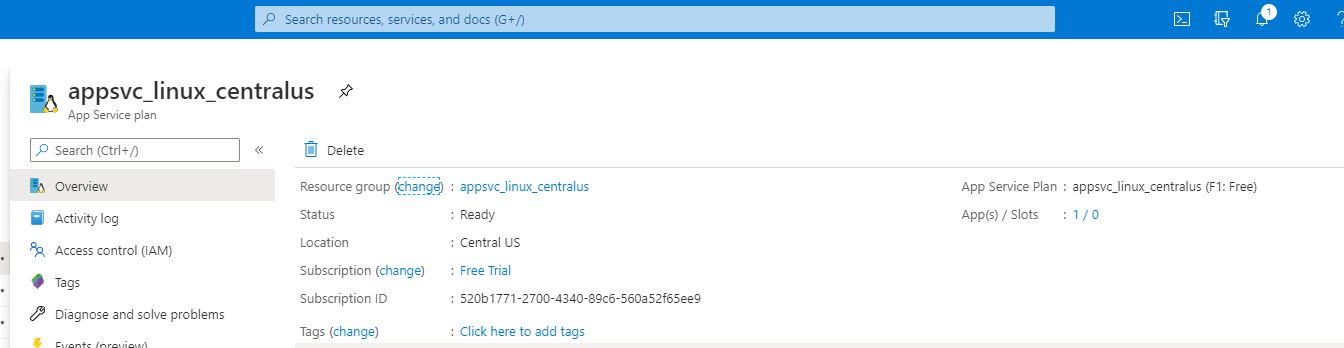 Search resources, services, and docs (G+/)
1
appsvc_linux_centralus
App Service plan
Search (Ctrl+/)
«
Delete
Overview
Activity log
Access control (IAM)
Tags
Diagnose and solve problems
Events (preview)
Resource group (change) : appsvc_linux_centralus
Status : Ready
Location : Central US
Subscription (change) : Free Trial
Subscription ID : 520b1771-2700-4340-89c6-560a52f65ee9
Tags (change) : Click here to add tags
App Service Plan : appsvc_linux_centralus (F1: Free)
App(s) / Slots : 1 / 0